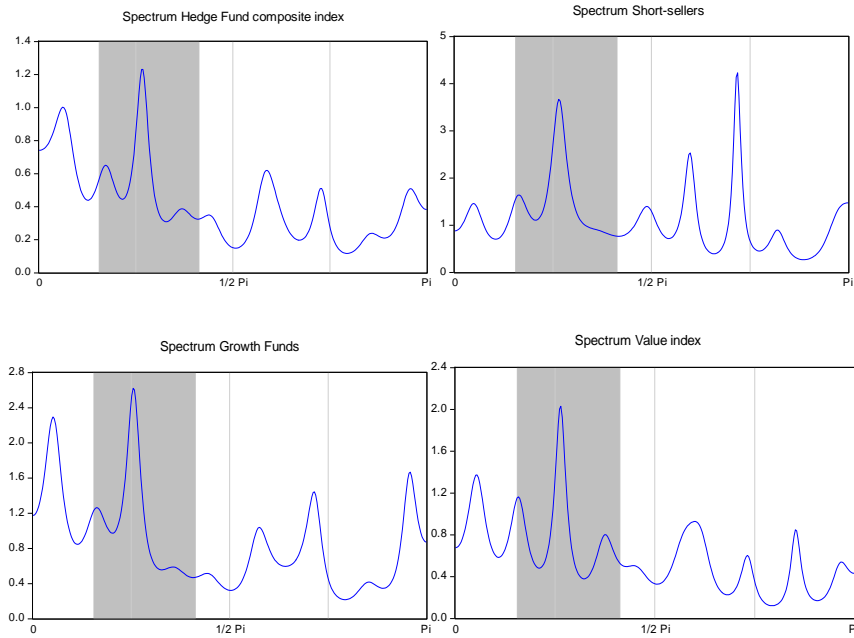 Spectrum Hedge Fund composite index
1.4
1.2
1.0
0.8
0.6
0.4
0.2
0.0
0
1/2 Pi
Pi
Spectrum Short-sellers
5
4
3
2
1
0
0
1/2 Pi
Pi
Spectrum Growth Funds
2.8
2.4
2.0
1.6
1.2
0.8
0.4
0.0
0
1/2 Pi
Pi
Spectrum Value index
2.4
2.0
1.6
1.2
0.8
0.4
0.0
0
1/2 Pi
Pi